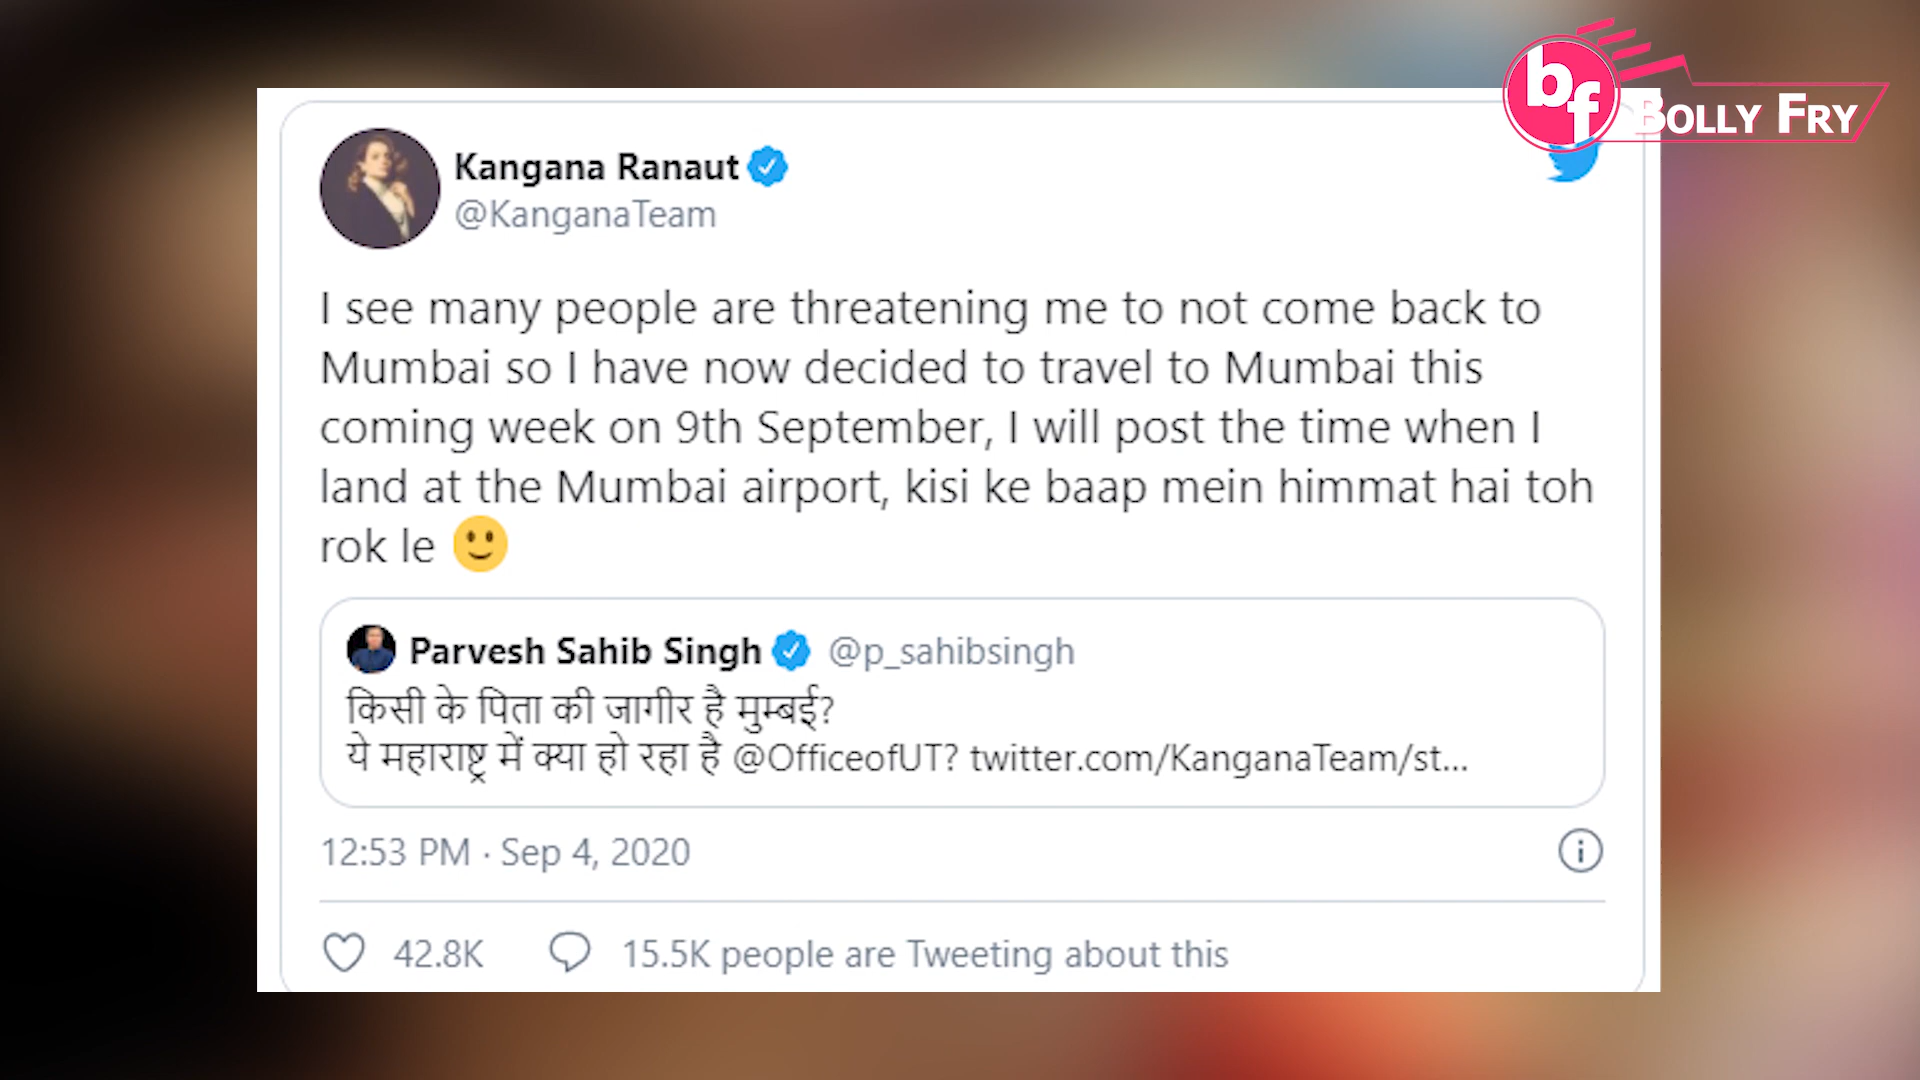 bf BOLLY FRY
Kangana Ranaut
@KanganaTeam
I see many people are threatening me to not come back to
Mumbai so I have now decided to travel to Mumbai this
coming week on 9th September, I will post the time when I
land at the Mumbai airport, kisi ke baap mein himmat hai toh
rok le 🙂
Parvesh Sahib Singh @p_sahibsingh
किसी के पिता की जागीर है मुम्बई?
ये महाराष्ट्र में क्या हो रहा है @OfficeofUT? twitter.com/KanganaTeam/st...
12:53 PM · Sep 4, 2020
42.8K 15.5K people are Tweeting about this